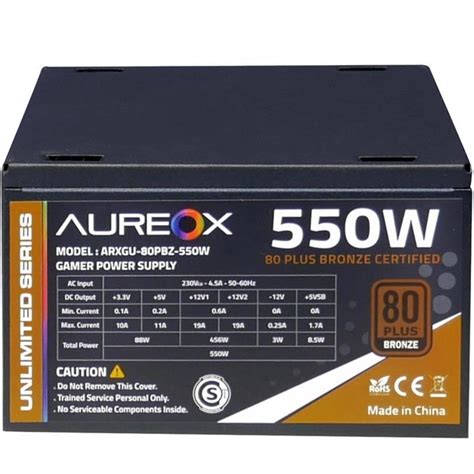 UNLIMITED SERIES
AUREOX
MODEL : ARXGU-80PBZ-550W
GAMER POWER SUPPLY
550W
80 PLUS BRONZE CERTIFIED
AC Input 230Vac - 4.5A - 50-60Hz
DC Output +3.3V +5V +12V1 +12V2 -12V +5VSB
Min. Current 0.1A 0.2A 0.6A 0A 0A
Max. Current 10A 11A 19A 19A 0.25A 1.7A
Total Power 88W 456W 3W 8.5W
550W
80
PLUS
BRONZE
CAUTION
. Do Not Remove This Cover.
. Trained Service Personal Only.
. No Serviceable Components Inside.
S
RoHS
CE
Made in China